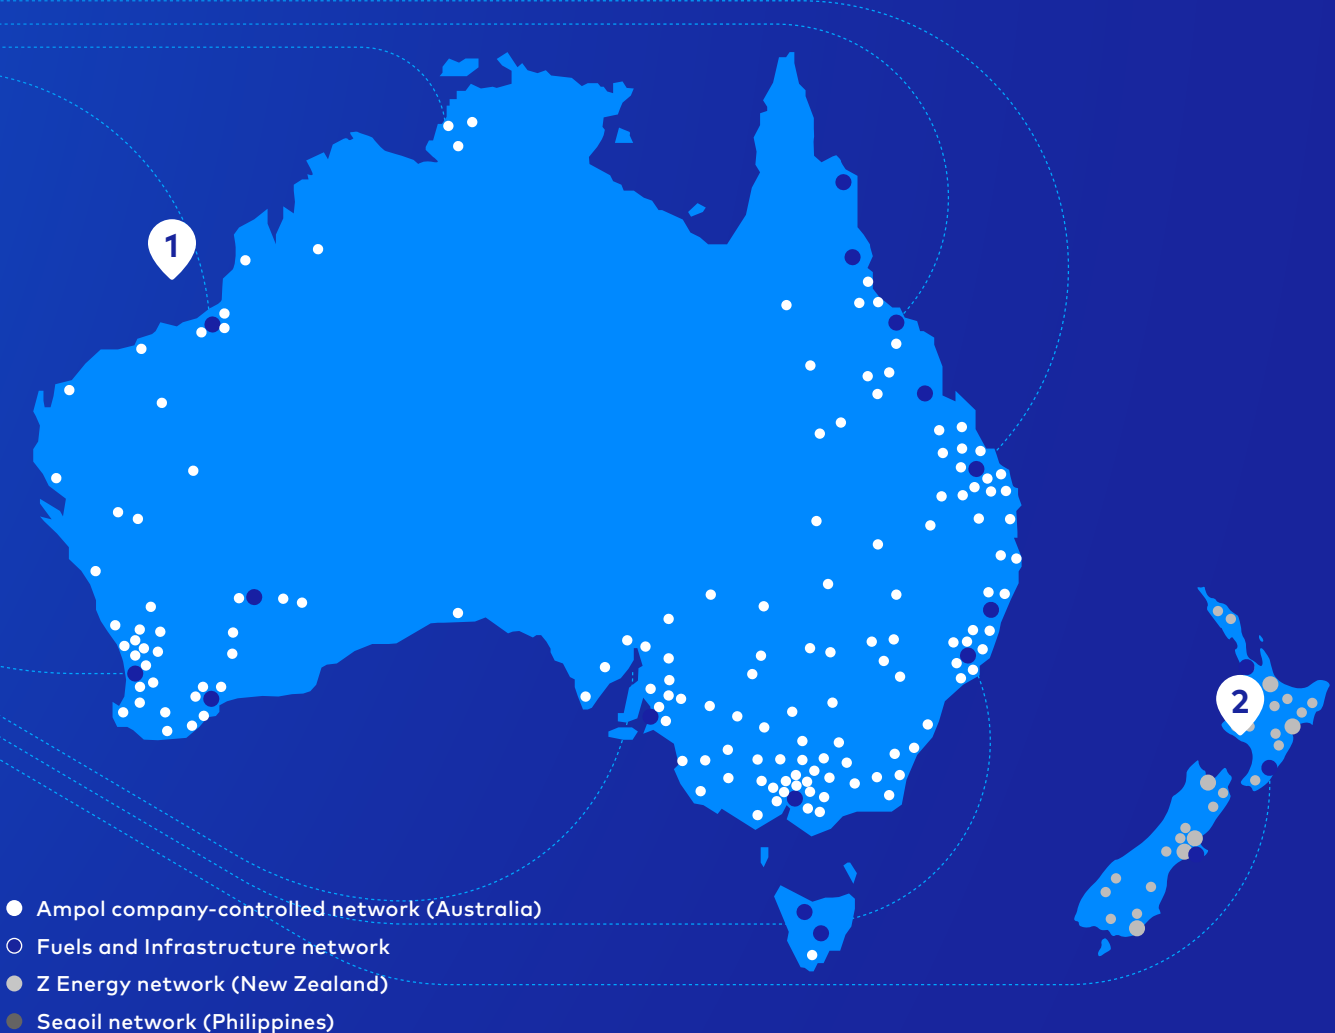 1
2
Ampol company-controlled network (Australia)
Fuels and Infrastructure network
Z Energy network (New Zealand)
Seaoil network (Philippines)